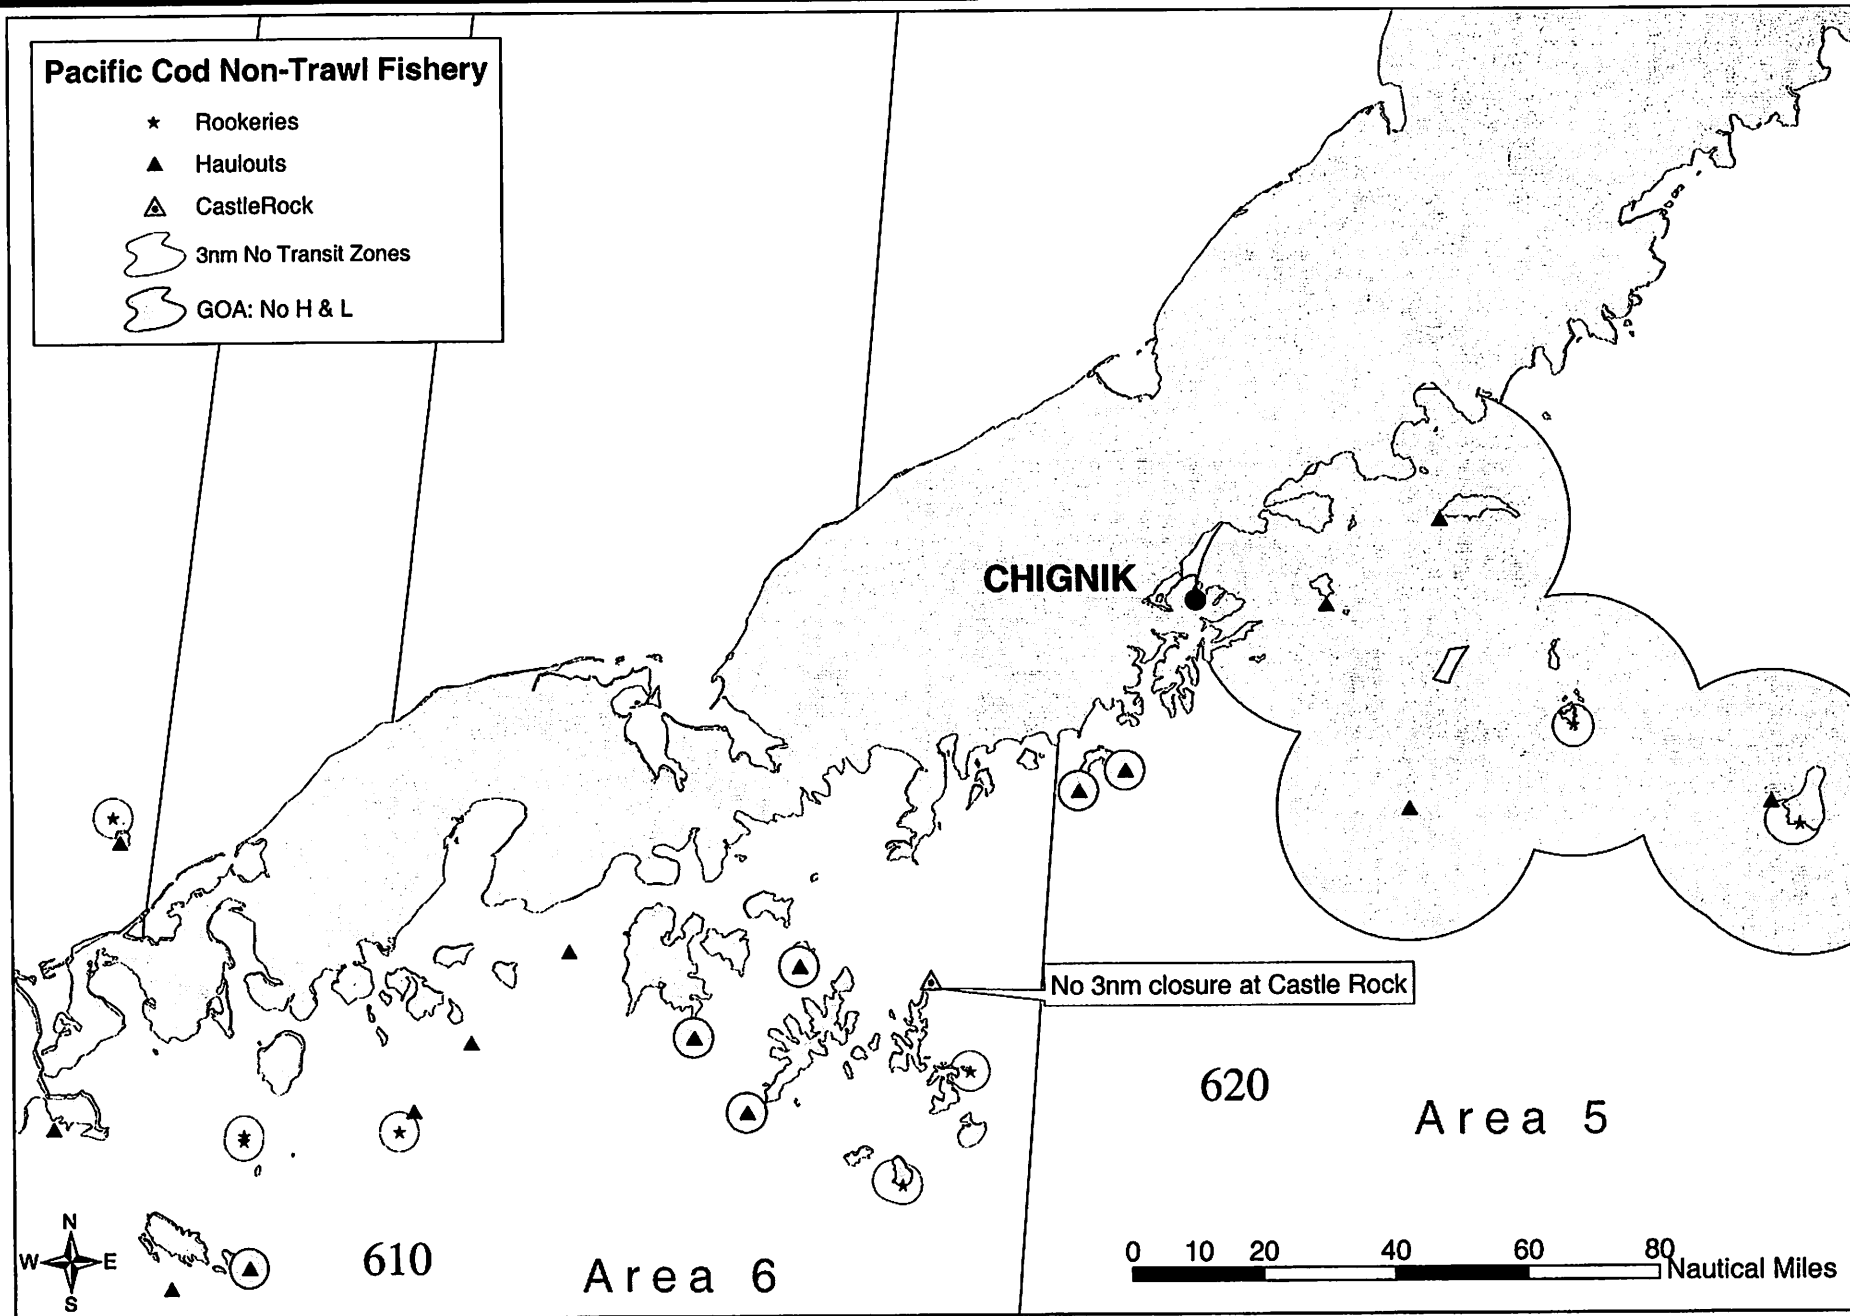 Pacific Cod Non-Trawl Fishery
Rookeries
Haulouts
CastleRock
3nm No Transit Zones
GOA: No H & L
CHIGNIK
No 3nm closure at Castle Rock
620
Area 5
610
Area 6
N
W E
S
0 10 20 40 60 80
Nautical Miles